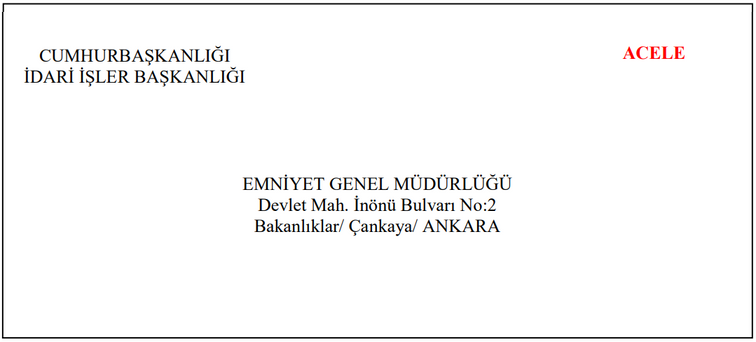 CUMHURBAŞKANLIĞI
İDARİ İŞLER BAŞKANLIĞI
ACELE
EMNİYET GENEL MÜDÜRLÜĞÜ
Devlet Mah. İnönü Bulvarı No:2
Bakanlıklar/ Çankaya/ ANKARA